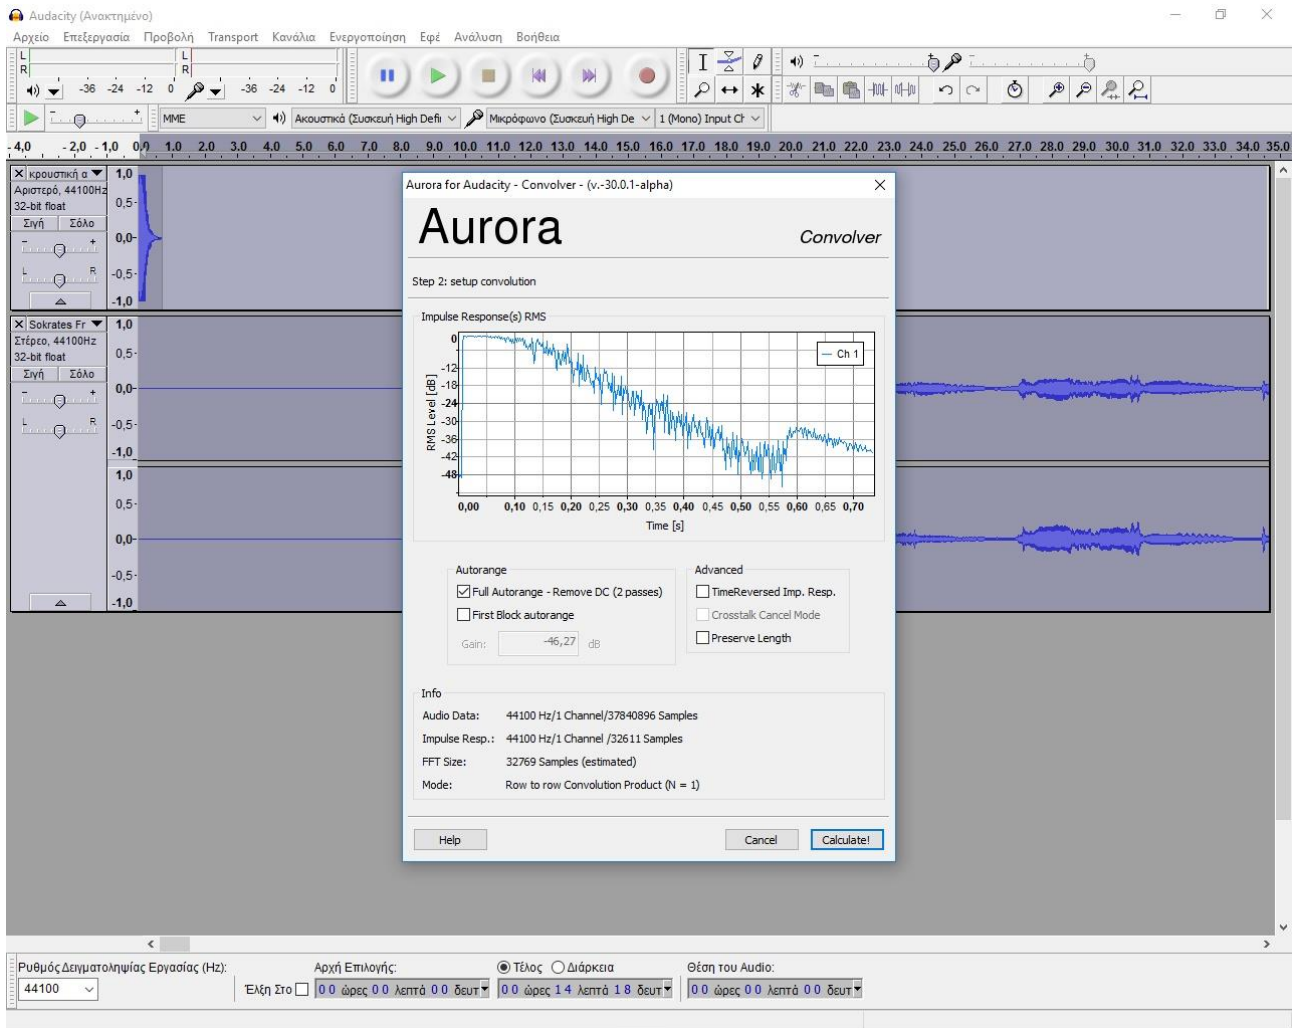 Audacity (Ανακτημένο)
Αρχείο Επεξεργασία Προβολή Transport Κανάλια Ενεργοποίηση Εφέ Ανάλυση Βοήθεια
L
R
L
R
-36 -24 -12 0
-36 -24 -12 0
MME
Ακουστικά (Συσκευή High Defi
Μικρόφωνο (Συσκευή High De
1 (Mono) Input Ch
-4,0 -2,0 -1,0 0,0 1.0 2.0 3.0 4.0 5.0 6.0 7.0 8.0 9.0 10.0 11.0 12.0 13.0 14.0 15.0 16.0 17.0 18.0 19.0 20.0 21.0 22.0 23.0 24.0 25.0 26.0 27.0 28.0 29.0 30.0 31.0 32.0 33.0 34.0 35.0
κρουστική α
Αριστερό, 44100Hz
32-bit float
Σιγή Σόλο
- +
L R
1,0
0,5-
0,0-
-0,5-
-1,0
Sokrates Fr
Στέρεο, 44100Hz
32-bit float
Σιγή Σόλο
- +
L R
1,0
0,5-
0,0-
-0,5-
-1,0
1,0
0,5-
0,0-
-0,5-
-1,0
Aurora for Audacity - Convolver - (v.-30.0.1-alpha)
Aurora
Convolver
Step 2: setup convolution
Impulse Response(s) RMS
RMS Level [dB]
0
-12
-18
-24
-30
-36
-42
-48
Ch 1
0,00 0,10 0,15 0,20 0,25 0,30 0,35 0,40 0,45 0,50 0,55 0,60 0,65 0,70
Time [s]
Autorange
Full Autorange - Remove DC (2 passes)
First Block autorange
Gain: -46,27 dB
Advanced
TimeReversed Imp. Resp.
Crosstalk Cancel Mode
Preserve Length
Info
Audio Data: 44100 Hz/1 Channel/37840896 Samples
Impulse Resp.: 44100 Hz/1 Channel /32611 Samples
FFT Size: 32769 Samples (estimated)
Mode: Row to row Convolution Product (N = 1)
Help Cancel Calculate!
Ρυθμός Δειγματοληψίας Εργασίας (Hz):
44100
Έλξη Στο
Αρχή Επιλογής:
00 ώρες 00 λεπτά 00 δευτ
Τέλος Διάρκεια
00 ώρες 14 λεπτά 18 δευτ
Θέση του Audio:
00 ώρες 00 λεπτά 00 δευτ